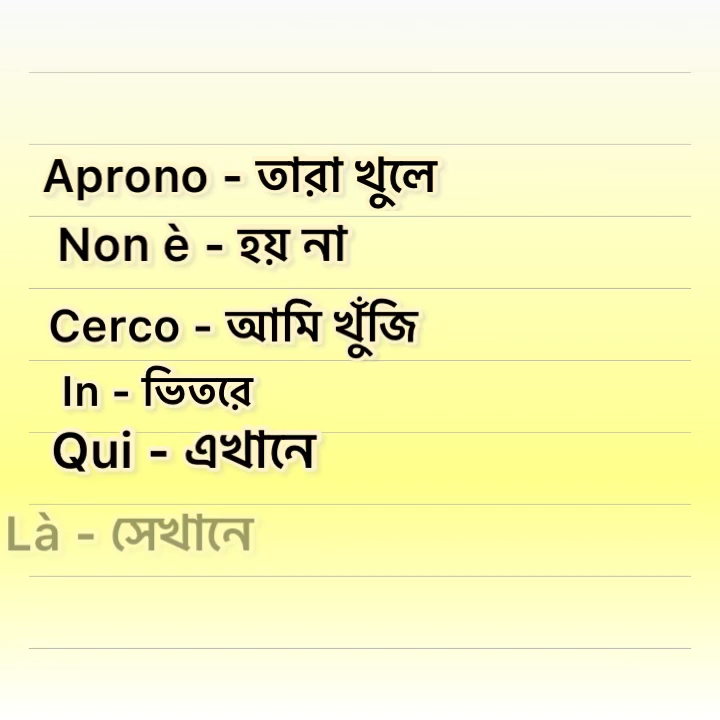 Aprono - তারা খুলে
Non è - হয় না
Cerco - আমি খুঁজি
In - ভিতরে
Qui - এখানে
Là - সেখানে